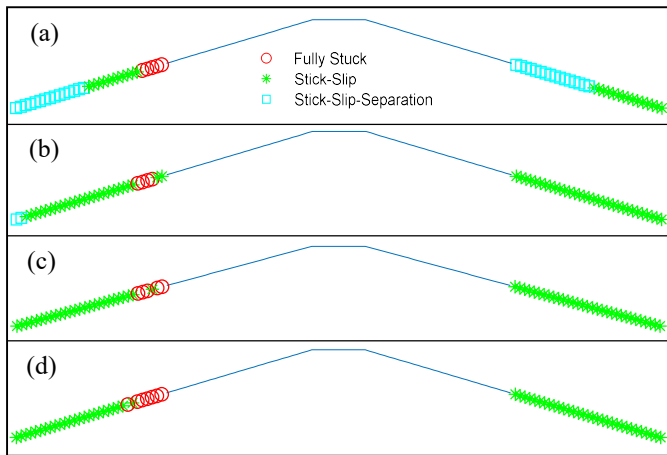 (a)
Fully Stuck
Stick-Slip
Stick-Slip-Separation
(b)
(c)
(d)